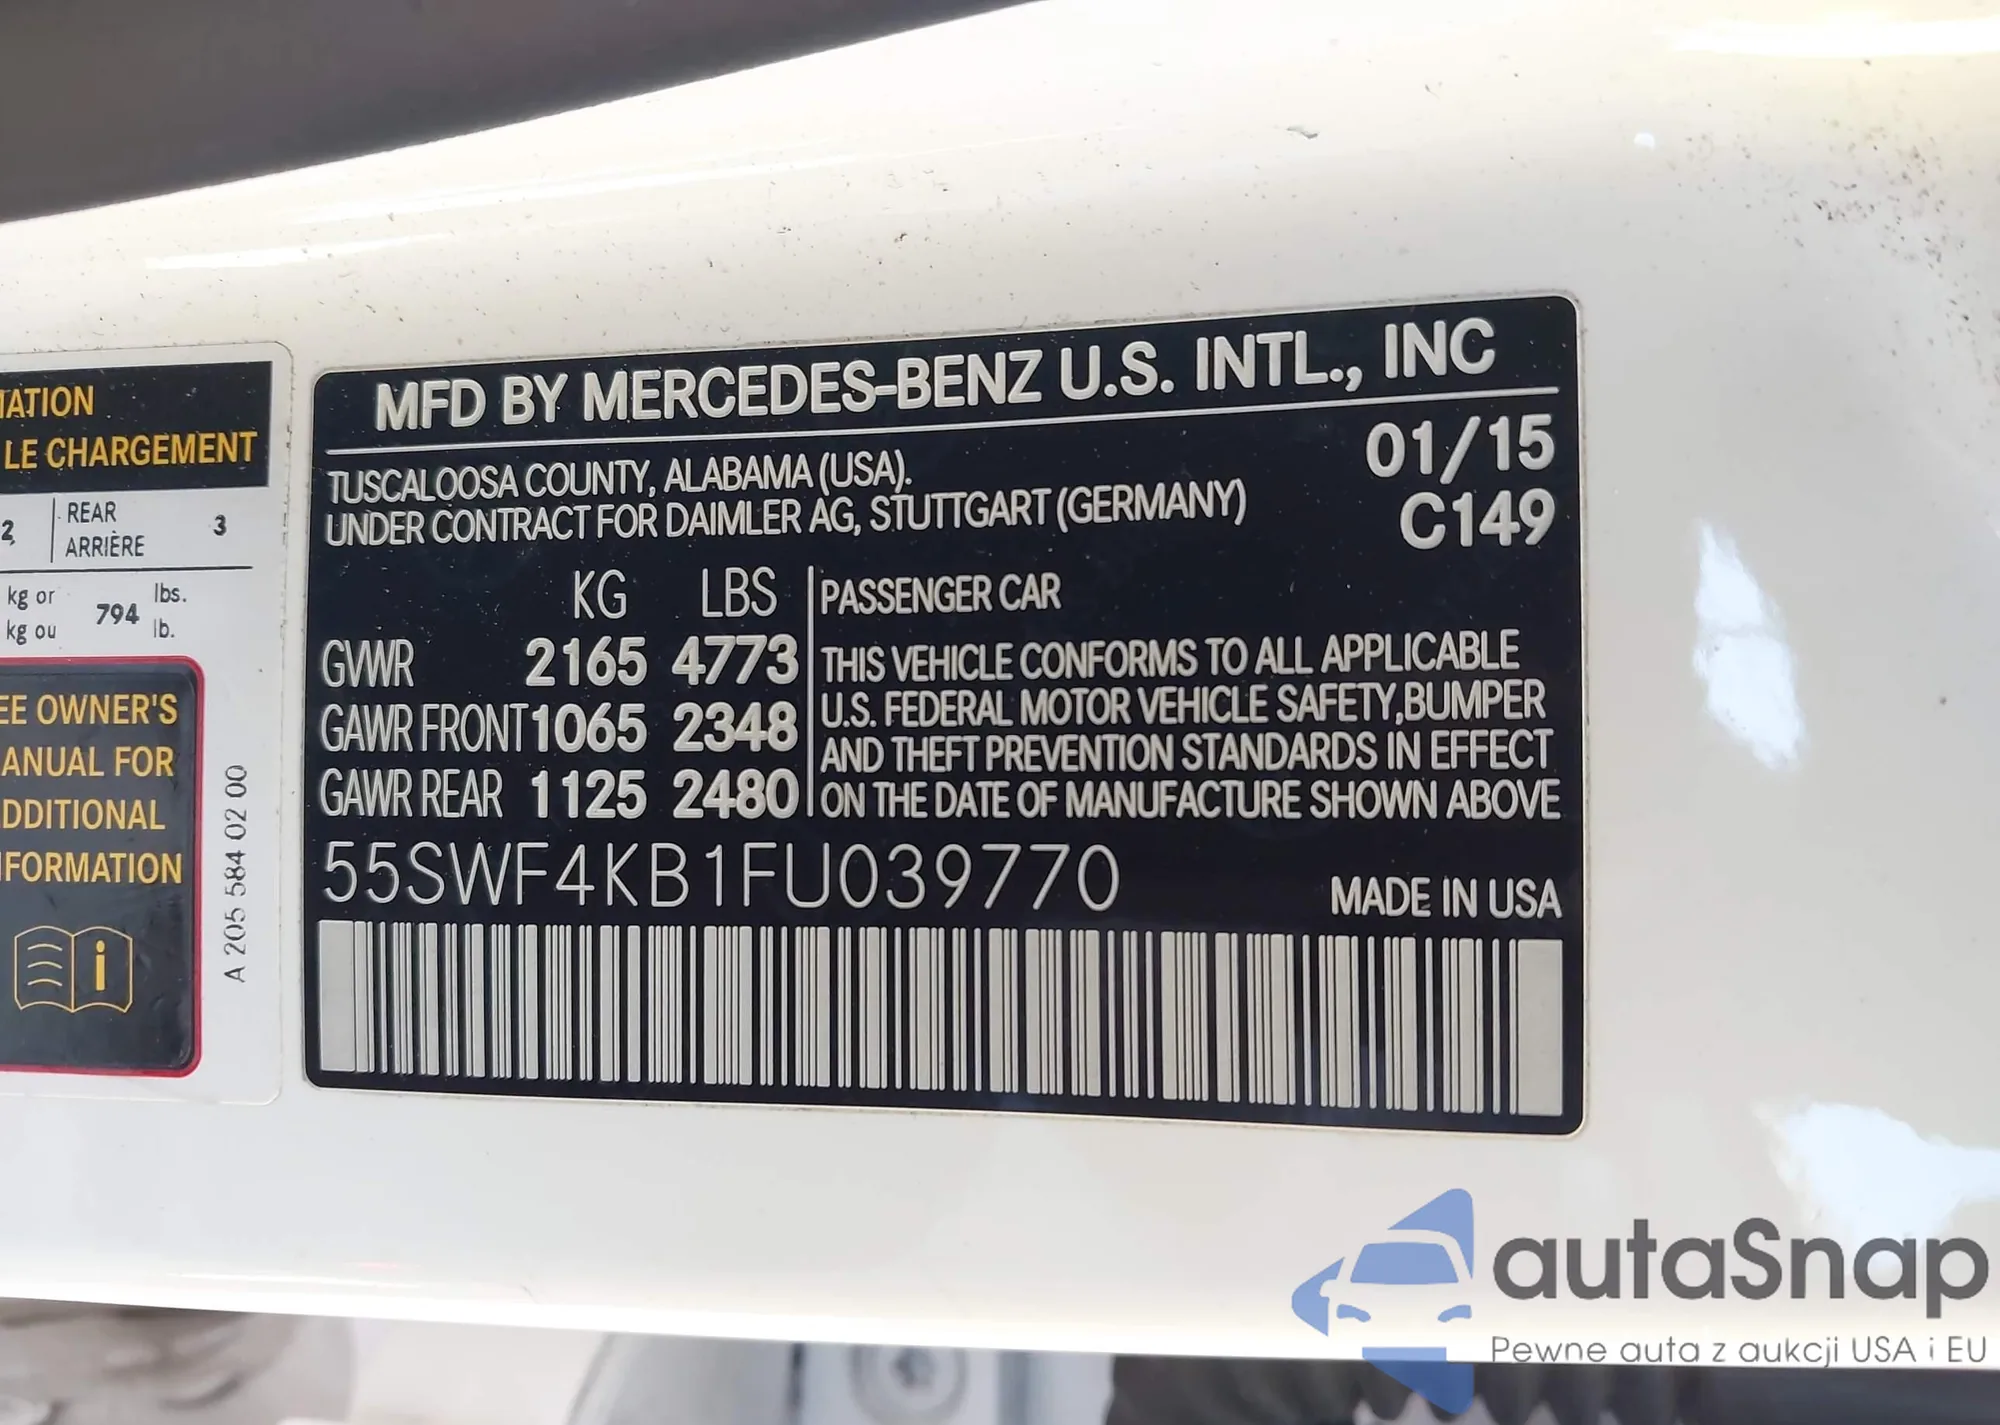 MATION
LE CHARGEMENT
2 REAR 3
ARRIÈRE
kg or 794 lbs.
kg ou lb.
EE OWNER'S
ANUAL FOR
DDITIONAL
NFORMATION
i
A 205 584 02 00
MFD BY MERCEDES-BENZ U.S. INTL., INC
TUSCALOOSA COUNTY, ALABAMA (USA). 01/15
UNDER CONTRACT FOR DAIMLER AG, STUTTGART (GERMANY) C149
KG LBS PASSENGER CAR
GVWR 2165 4773
GAWR FRONT 1065 2348
GAWR REAR 1125 2480
THIS VEHICLE CONFORMS TO ALL APPLICABLE
U.S. FEDERAL MOTOR VEHICLE SAFETY,BUMPER
AND THEFT PREVENTION STANDARDS IN EFFECT
ON THE DATE OF MANUFACTURE SHOWN ABOVE
55SWF4KB1FU039770 MADE IN USA
autaSnap
Pewne auta z aukcji USA i EU